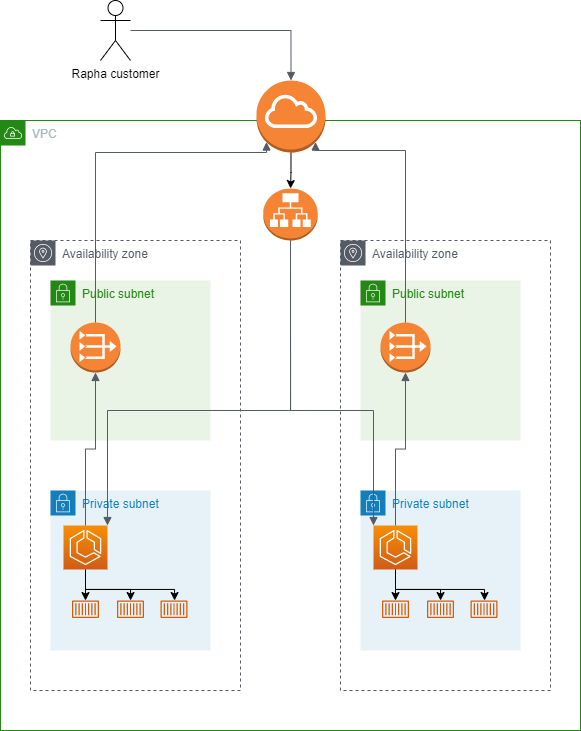 Rapha customer
VPC
Availability zone
Availability zone
Public subnet
Public subnet
Private subnet
Private subnet